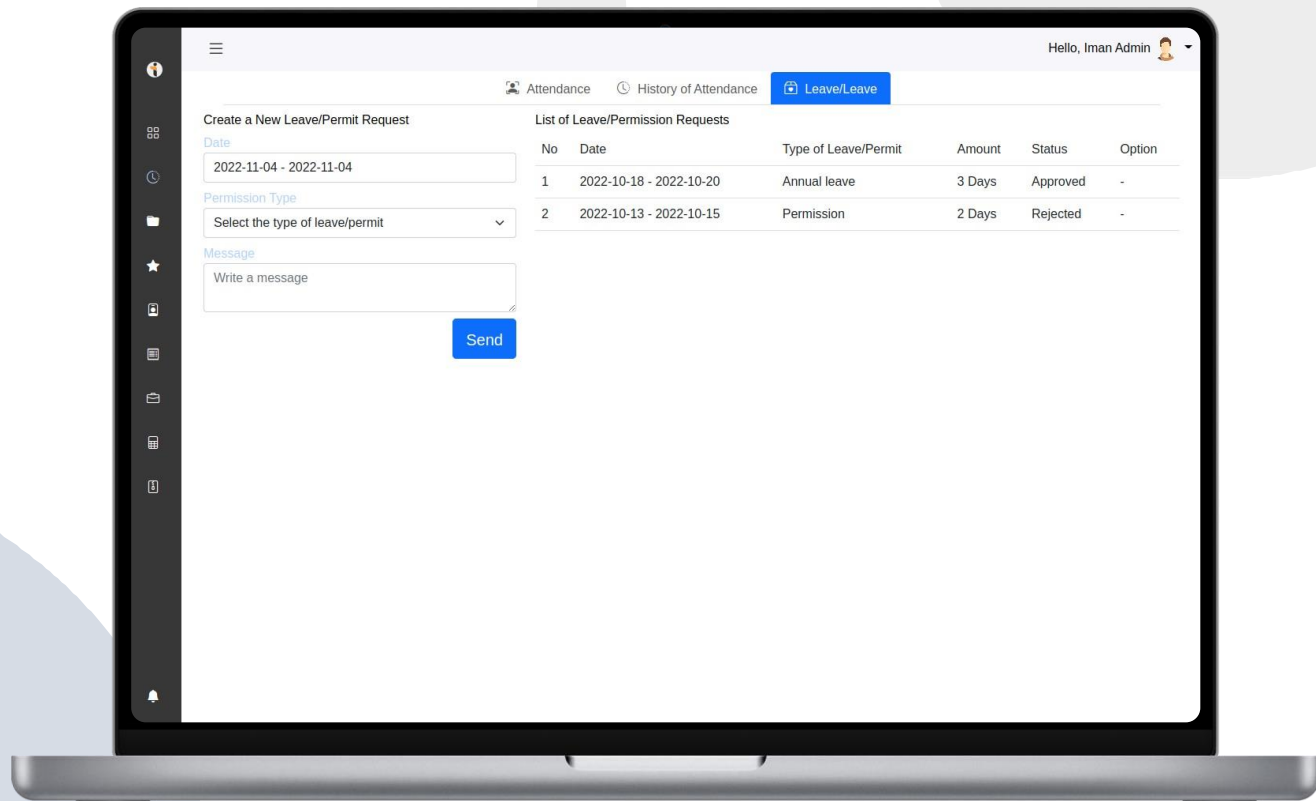 Hello, Iman Admin
Attendance
History of Attendance
Leave/Leave
Create a New Leave/Permit Request
Date
2022-11-04 - 2022-11-04
Permission Type
Select the type of leave/permit
Message
Write a message
Send
List of Leave/Permission Requests
No Date Type of Leave/Permit Amount Status Option
1 2022-10-18 - 2022-10-20 Annual leave 3 Days Approved -
2 2022-10-13 - 2022-10-15 Permission 2 Days Rejected -